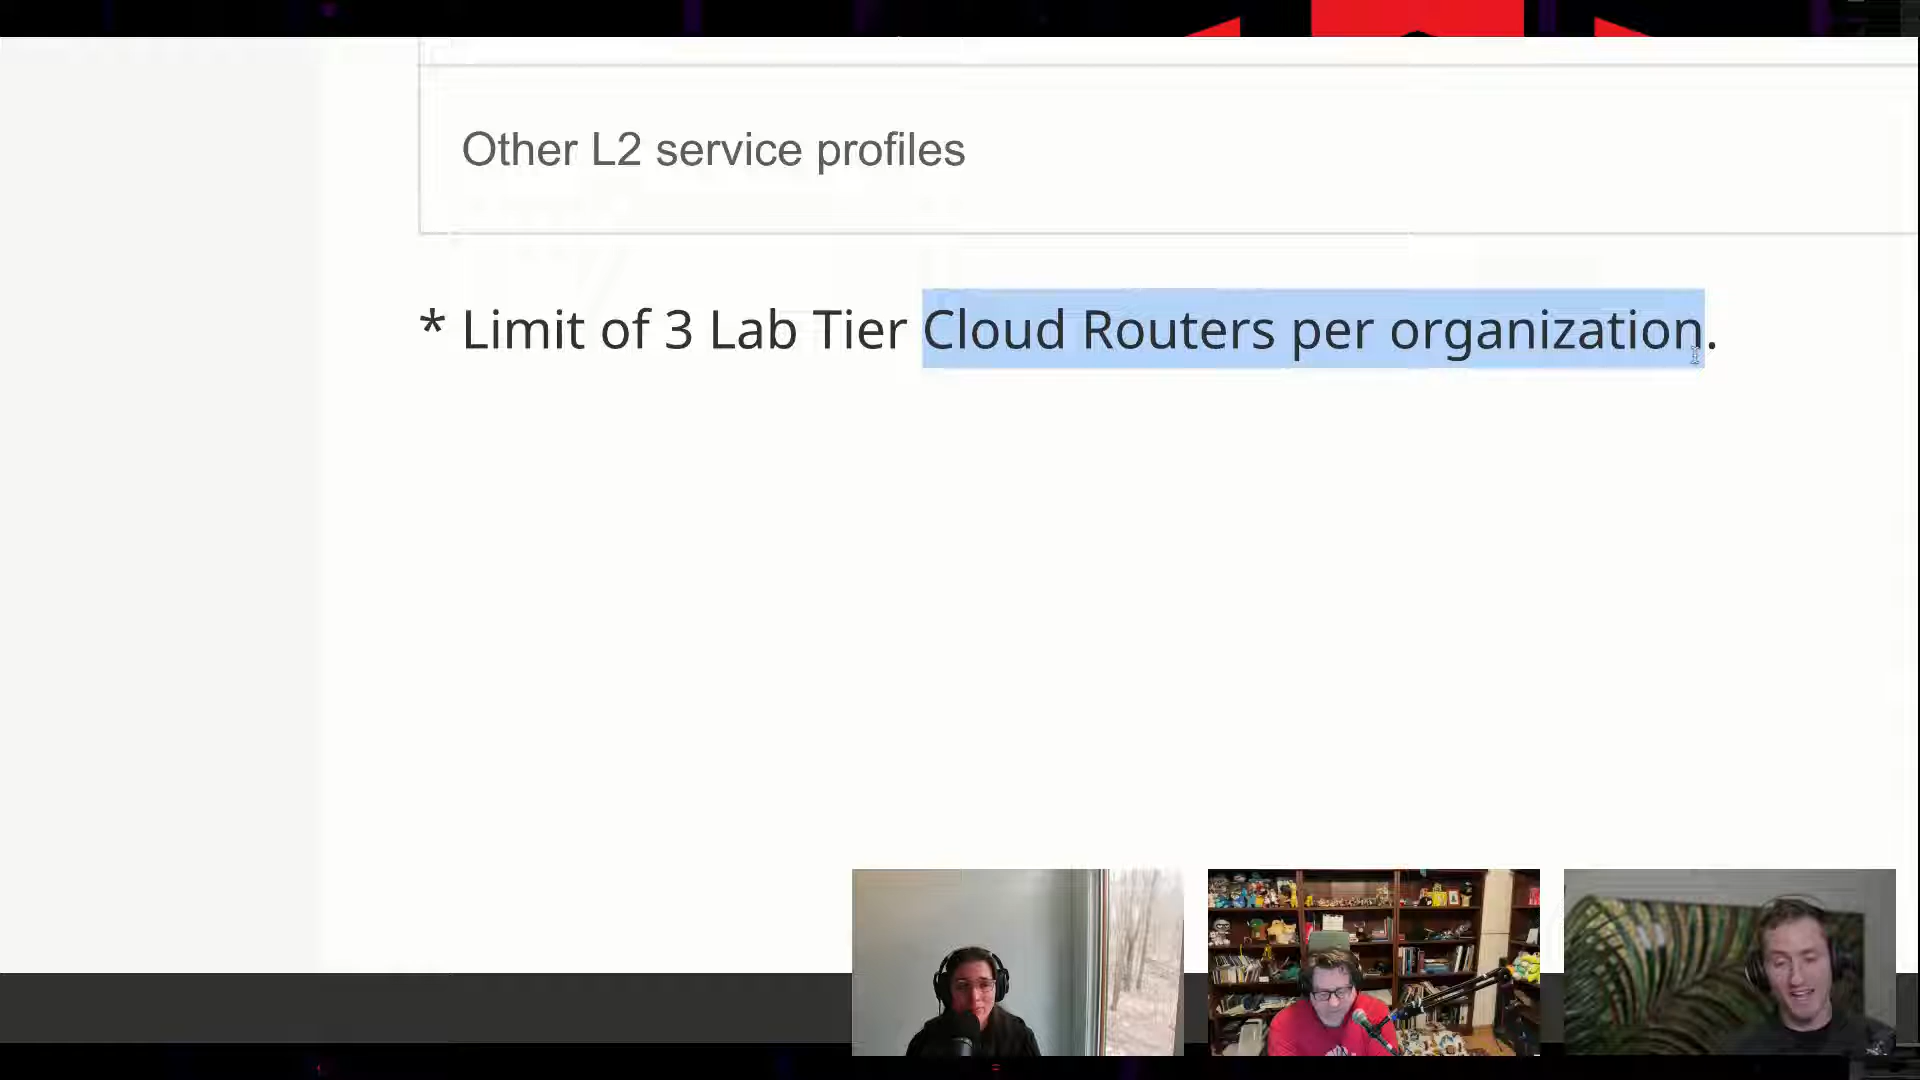 Other L2 service profiles
* Limit of 3 Lab Tier Cloud Routers per organization.